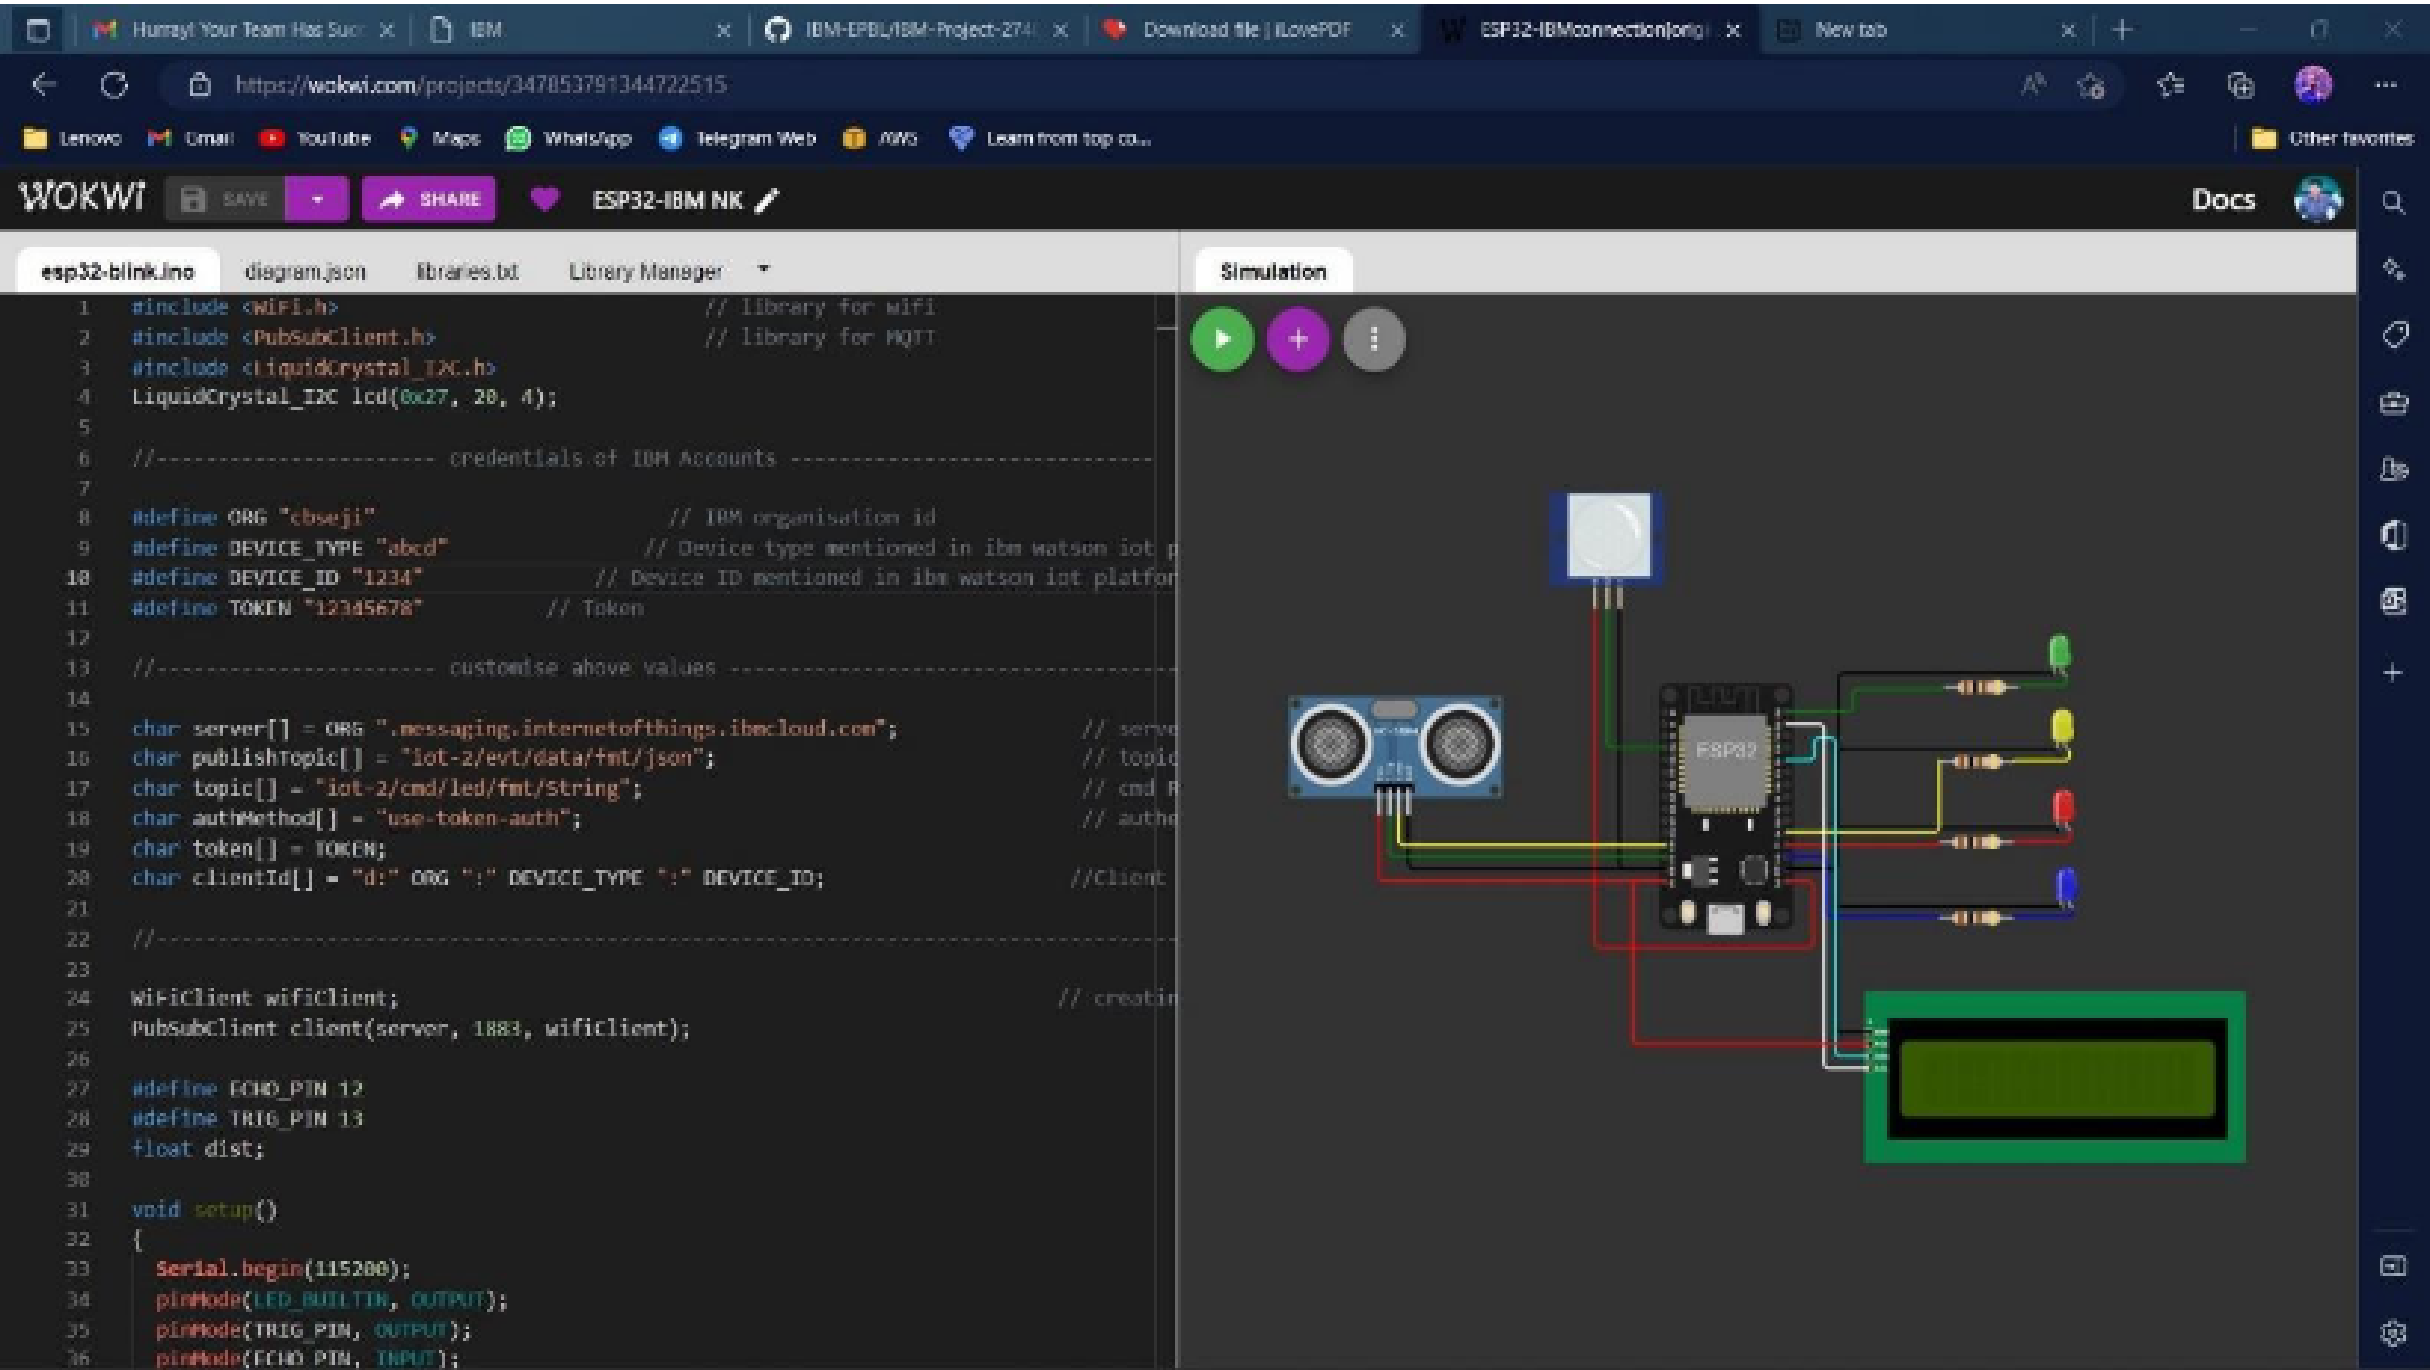 Hurray! Your Team Has Suc
IBM
IBM-EPBL/IBM-Project-274
Download file | iLovePDF
ESP32-IBMconnection(orig
New tab
https://wokwi.com/projects/347853791344722515
Lenovo
Gmail
YouTube
Maps
WhatsApp
Telegram Web
AWS
Learn from top co...
Other favorites
WOKWi
SAVE
SHARE
ESP32-IBM NK
Docs
esp32-blink.ino
diagram.json
libraries.txt
Library Manager
Simulation
1 #include <WiFi.h> // library for wifi
2 #include <PubSubClient.h> // library for MQTT
3 #include <LiquidCrystal_I2C.h>
4 LiquidCrystal_I2C lcd(0x27, 20, 4);
5
6 //----------------------- credentials of IBM Accounts ------------------------------
7
8 #define ORG "cbseji" // IBM organisation id
9 #define DEVICE_TYPE "abcd" // Device type mentioned in ibm watson iot p
10 #define DEVICE_ID "1234" // Device ID mentioned in ibm watson iot platfor
11 #define TOKEN "12345678" // Token
12
13 //----------------------- customise above values -------------------------------------
14
15 char server[] = ORG ".messaging.internetofthings.ibmcloud.com"; // serve
16 char publishTopic[] = "iot-2/evt/data/fmt/json"; // topic
17 char topic[] = "iot-2/cmd/led/fmt/String"; // cmd R
18 char authMethod[] = "use-token-auth"; // authe
19 char token[] = TOKEN;
20 char clientId[] = "d:" ORG ":" DEVICE_TYPE ":" DEVICE_ID; //Client
21
22 //------------------------------------------------------------------------------------
23
24 WiFiClient wifiClient; // creatin
25 PubSubClient client(server, 1883, wifiClient);
26
27 #define ECHO_PIN 12
28 #define TRIG_PIN 13
29 float dist;
30
31 void setup()
32 {
33 Serial.begin(115200);
34 pinMode(LED_BUILTIN, OUTPUT);
35 pinMode(TRIG_PIN, OUTPUT);
36 pinMode(ECHO_PIN, INPUT);
ESP32